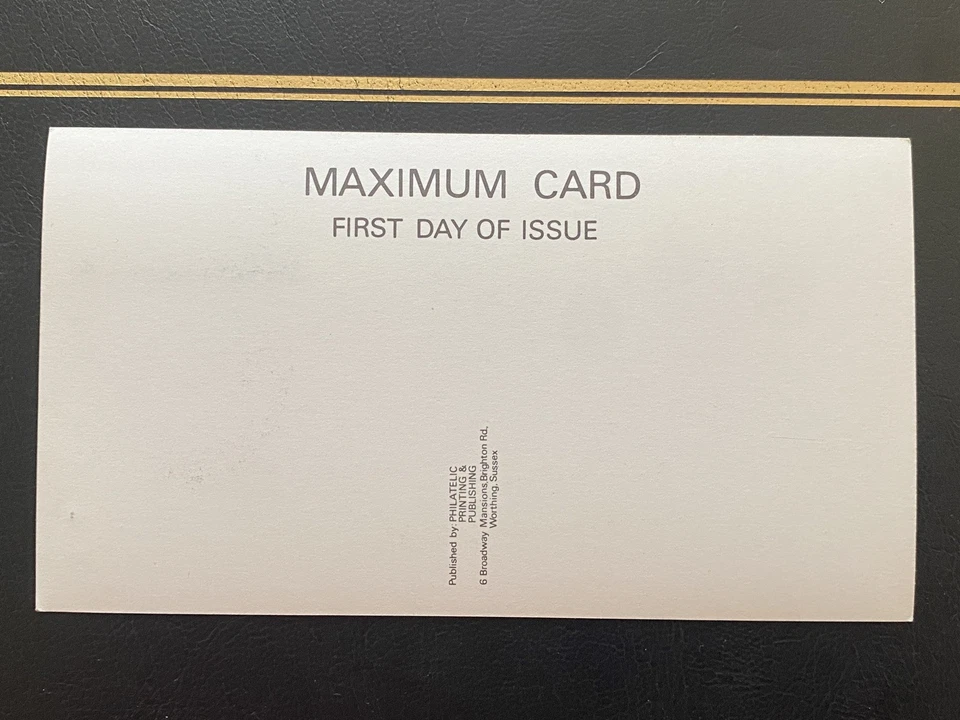 MAXIMUM CARD
FIRST DAY OF ISSUE
Published by: PHILATELIC
PRINTING &
PUBLISHING
6 Broadway Mansions,Brighton Rd.
Worthing. Sussex